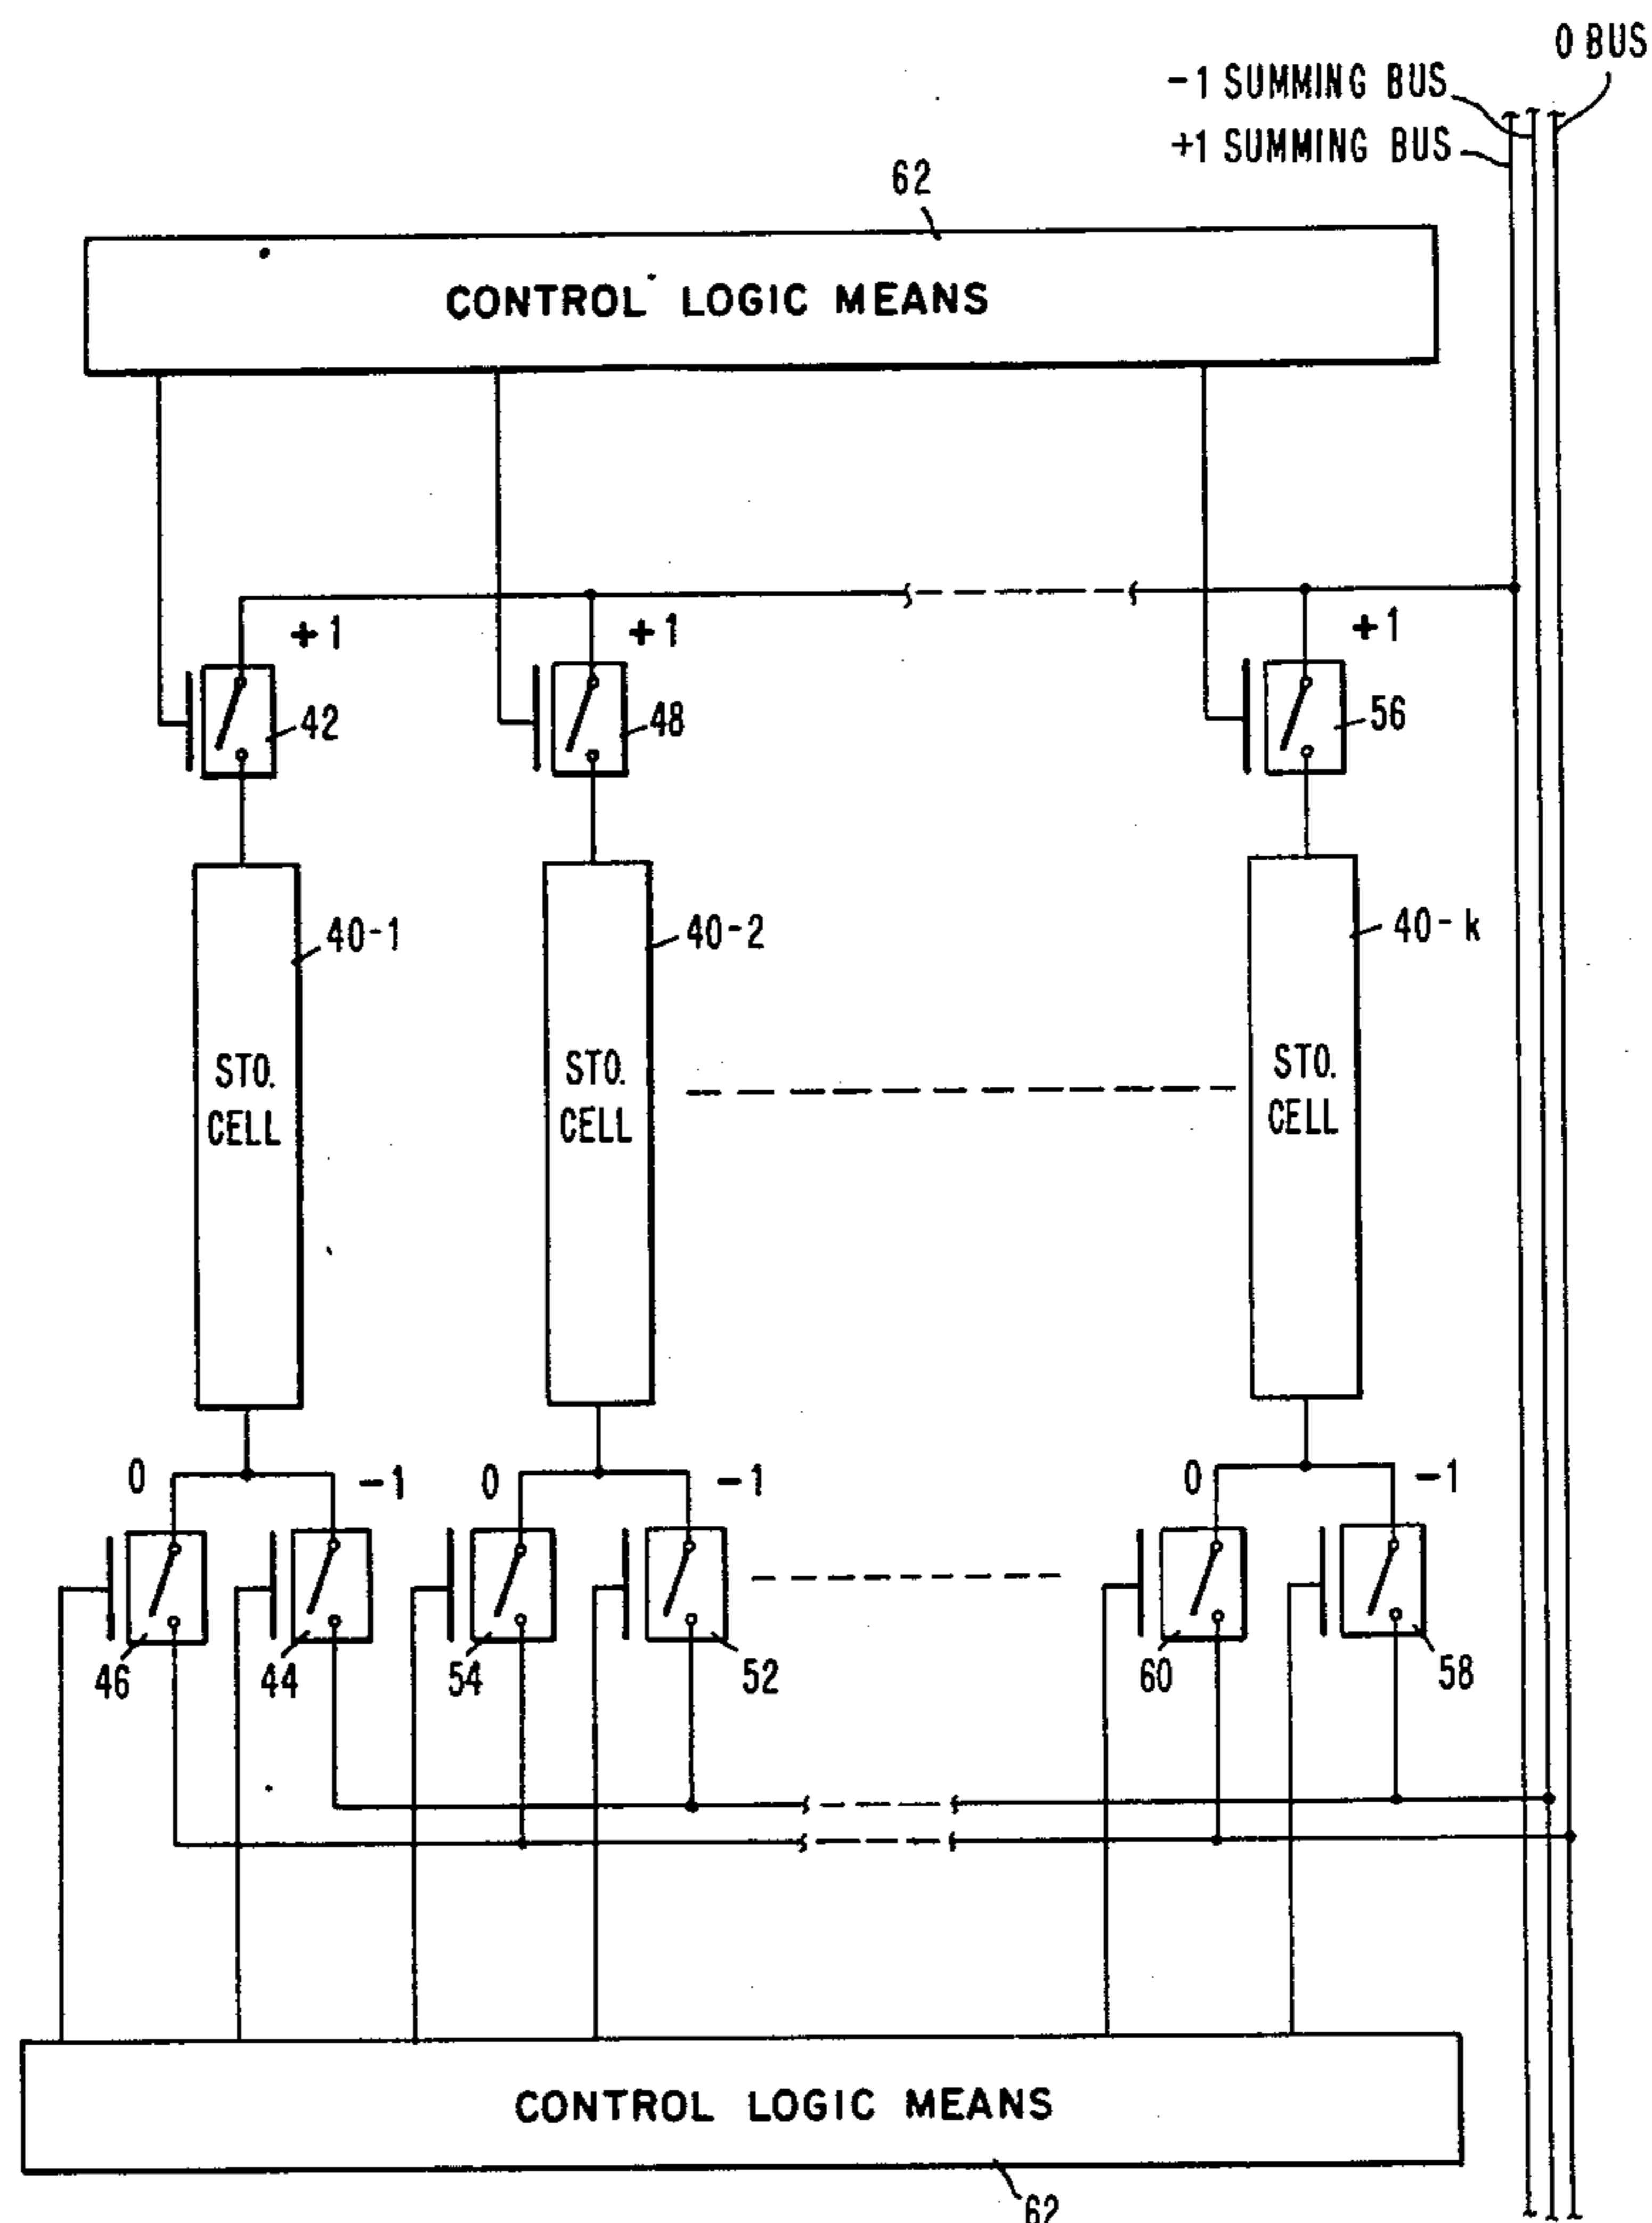 0 BUS
-1 SUMMING BUS
+1 SUMMING BUS
62
CONTROL LOGIC MEANS
+1
+1
+1
42
48
56
40-1
40-2
40-k
STO.
CELL
STO.
CELL
STO.
CELL
0
-1
0
-1
0
-1
46
44
54
52
60
58
CONTROL LOGIC MEANS
62